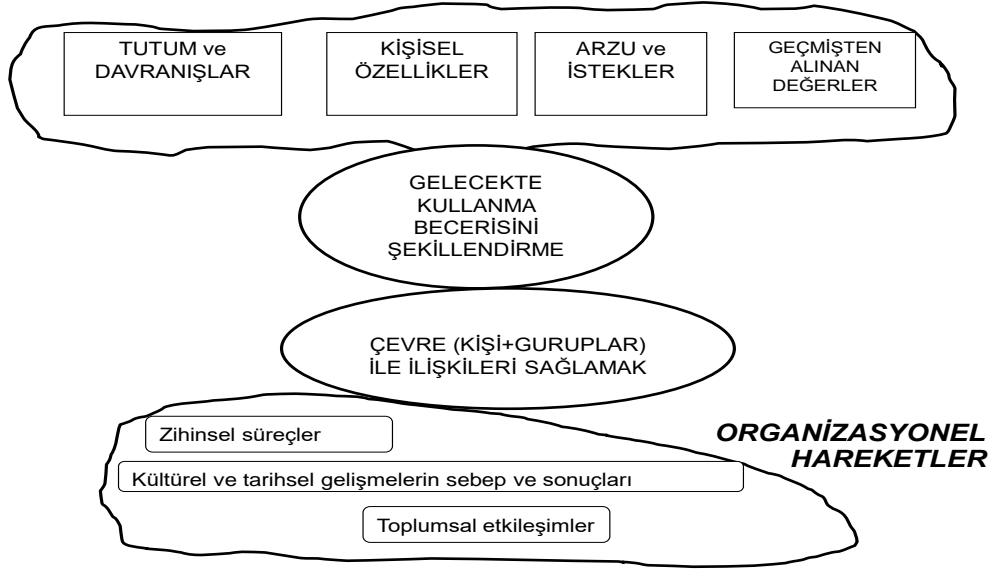 TUTUM ve
DAVRANIŞLAR
KİŞİSEL
ÖZELLİKLER
ARZU ve
İSTEKLER
GEÇMİŞTEN
ALINAN
DEĞERLER
GELECEKTE
KULLANMA
BECERİSİNİ
ŞEKİLLENDİRME
ÇEVRE (KİŞİ+GURUPLAR)
İLE İLİŞKİLERİ SAĞLAMAK
ORGANİZASYONEL
HAREKETLER
Zihinsel süreçler
Kültürel ve tarihsel gelişmelerin sebep ve sonuçları
Toplumsal etkileşimler